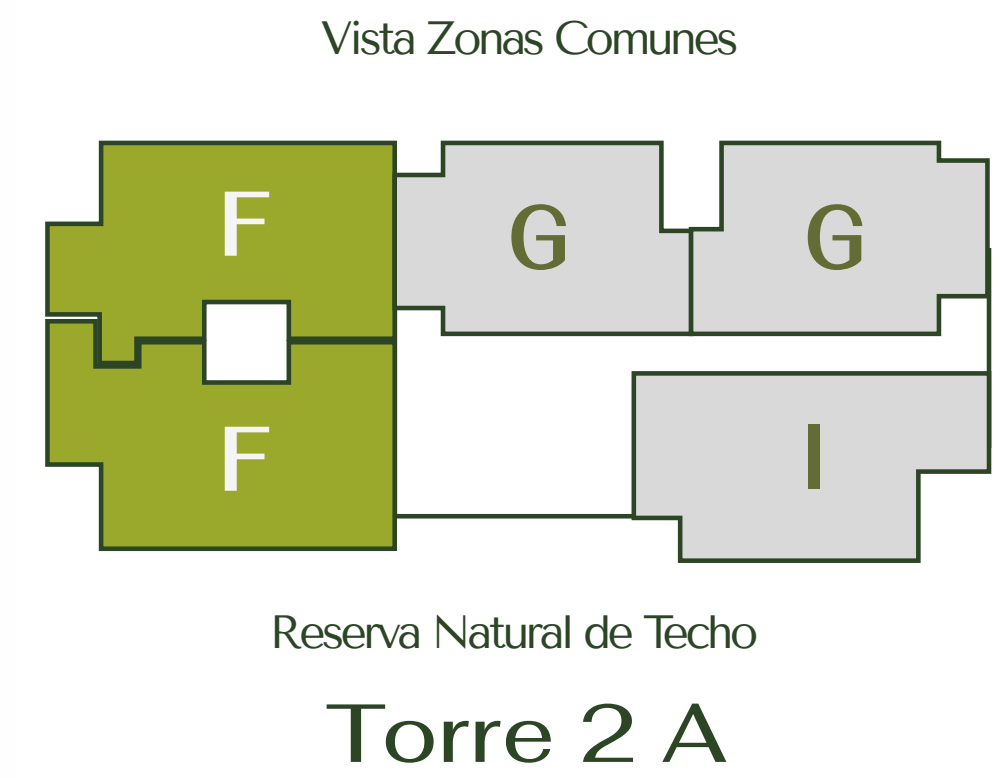 Vista Zonas Comunes
F
G
G
F
I
Reserva Natural de Techo
Torre 2 A